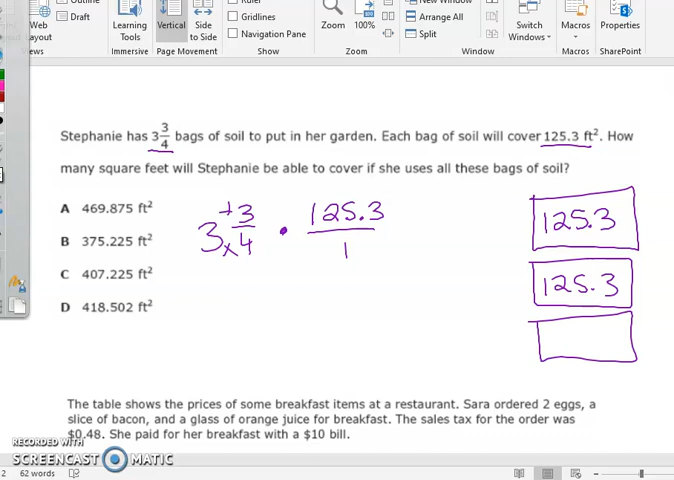 Outline
Draft
Web
Layout
Views
Learning
Tools
Immersive
Vertical
Side
to Side
Page Movement
Ruler
Gridlines
Navigation Pane
Show
Zoom
100%
Zoom
New Window
Arrange All
Split
Window
Switch
Windows
Macros
Macros
Properties
SharePoint
Stephanie has 3 3/4 bags of soil to put in her garden. Each bag of soil will cover 125.3 ft². How
many square feet will Stephanie be able to cover if she uses all these bags of soil?
A 469.875 ft²
B 375.225 ft²
C 407.225 ft²
D 418.502 ft²
3 + 3
x 4 · 125.3
1
125.3
125.3
The table shows the prices of some breakfast items at a restaurant. Sara ordered 2 eggs, a
slice of bacon, and a glass of orange juice for breakfast. The sales tax for the order was
$0.48. She paid for her breakfast with a $10 bill.
RECORDED WITH
SCREENCAST MATIC
2 62 words